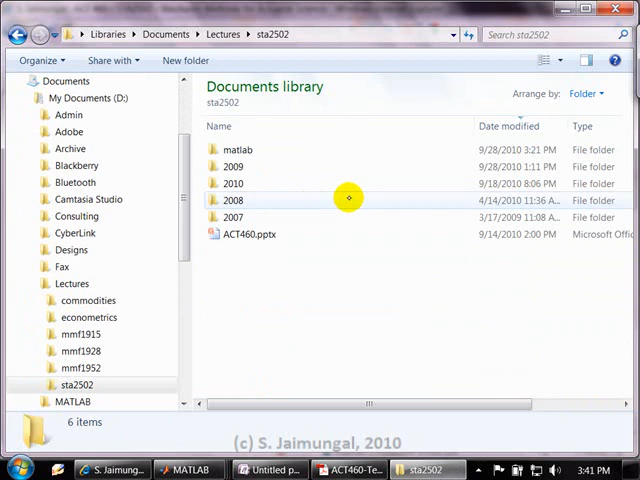 Libraries Documents Lectures sta2502
Search sta2502
Organize Share with New folder
Documents library
sta2502
Arrange by: Folder
Name Date modified Type
matlab 9/28/2010 3:21 PM File folder
2009 9/28/2010 1:11 PM File folder
2010 9/18/2010 8:06 PM File folder
2008 4/14/2010 11:36 A... File folder
2007 3/17/2009 11:08 A... File folder
ACT460.pptx 9/14/2010 2:00 PM Microsoft Offic
Documents
My Documents (D:)
Admin
Adobe
Archive
Blackberry
Bluetooth
Camtasia Studio
Consulting
CyberLink
Designs
Fax
Lectures
commodities
econometrics
mmf1915
mmf1928
mmf1952
sta2502
MATLAB
6 items
(c) S. Jaimungal, 2010
S. Jaimung... MATLAB Untitled p... ACT460-Te... sta2502 3:41 PM